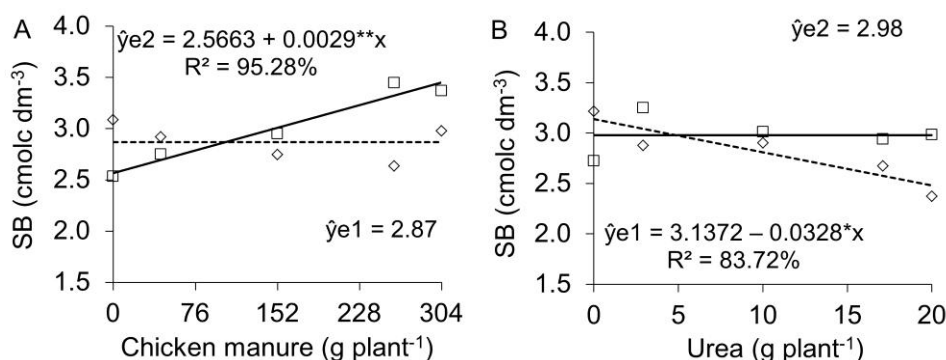 A
ŷe2 = 2.5663 + 0.0029**x
R² = 95.28%
4.0
3.5
3.0
2.5
2.0
1.5
SB (cmolc dm⁻³)
ŷe1 = 2.87
0 76 152 228 304
Chicken manure (g plant⁻¹)
B
ŷe2 = 2.98
4.0
3.5
3.0
2.5
2.0
1.5
SB (cmolc dm⁻³)
ŷe1 = 3.1372 – 0.0328*x
R² = 83.72%
0 5 10 15 20
Urea (g plant⁻¹)